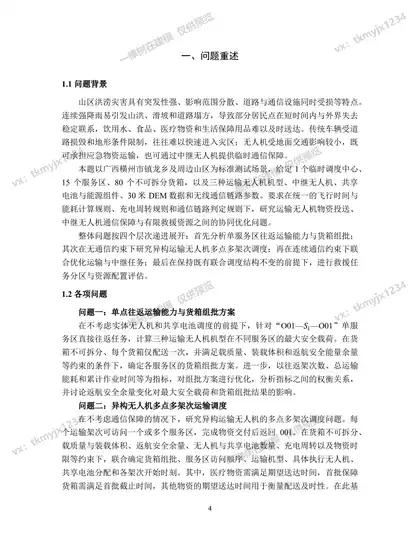 一模师在建模 仅供预览
vx: tkmyjx1234
一、问题重述
1.1 问题背景
山区洪涝灾害具有突发性强、影响范围分散、道路与通信设施同时受损等特点。
连续强降雨易引发山洪、滑坡和道路塌方，导致部分居民点在短时间内与外界失去
稳定联系，饮用水、食品、医疗物资和生活保障用品难以及时送达。传统车辆受道
路损毁和地形条件限制，往往难以快速进入灾区；无人机受地面交通影响较小，既
可承担应急物资运输，也可通过中继无人机提供临时通信保障。
本题以广西横州市镇龙乡及周边山区为标准测试场景，给定 1 个临时调度中心、
15 个服务区、80 个不可拆分货箱，以及三种运输无人机机型、中继无人机、共享
电池与能源组件、30 米 DEM 数据和无线通信链路参数。要求在统一的飞行时间与
能耗计算规则、充电周转规则和通信链路判定规则下，研究运输无人机物资投送、
中继无人机通信保障与有限救援资源之间的协同优化问题。
整体问题按四个层次递进展开：首先分析单服务区往返运输能力与货箱组批；
其次在无通信约束下研究异构运输无人机多点多架次调度；再在连续通信约束下联
合优化运输与中继任务；最后在保持既有联合调度结构不变的前提下，进行救援任
务分区与资源配置评估。
1.2 各项问题
问题一：单点往返运输能力与货箱组批方案
在不考虑实体无人机和共享电池调度的前提下，针对“O01—S_i—O01”单服
务区直接往返任务，计算三种运输无人机机型在不同服务区的最大安全载荷。在货
箱不可拆分、每个货箱仅配送一次，并满足载质量、装载体积和返航安全能量余量
等约束的条件下，确定各服务区的货箱组批方案。进一步，以往返架次数、总运输
能耗和累计作业时间等为指标，对组批方案进行优化，分析指标之间的权衡关系，
并讨论返航安全余量变化对最大安全载荷和货箱组批结果的影响。
问题二：异构无人机多点多架次运输调度
在不考虑通信保障的情况下，研究异构运输无人机的多点多架次调度问题。每
个运输架次可访问一个或多个服务区，完成物资交付后返回 O01。在货箱不可拆分、
载质量与装载体积、返航安全余量、无人机与共享电池数量、充电周转以及物资时
限等约束下，联合确定货箱组批、服务区访问顺序、运输机型、具体执行无人机、
共享电池分配和各架次开始时刻。其中，医疗物资需满足期望送达时间，首批保障
货箱需满足首批截止时间，其他物资的期望送达时间用于衡量配送及时性。在此基
4